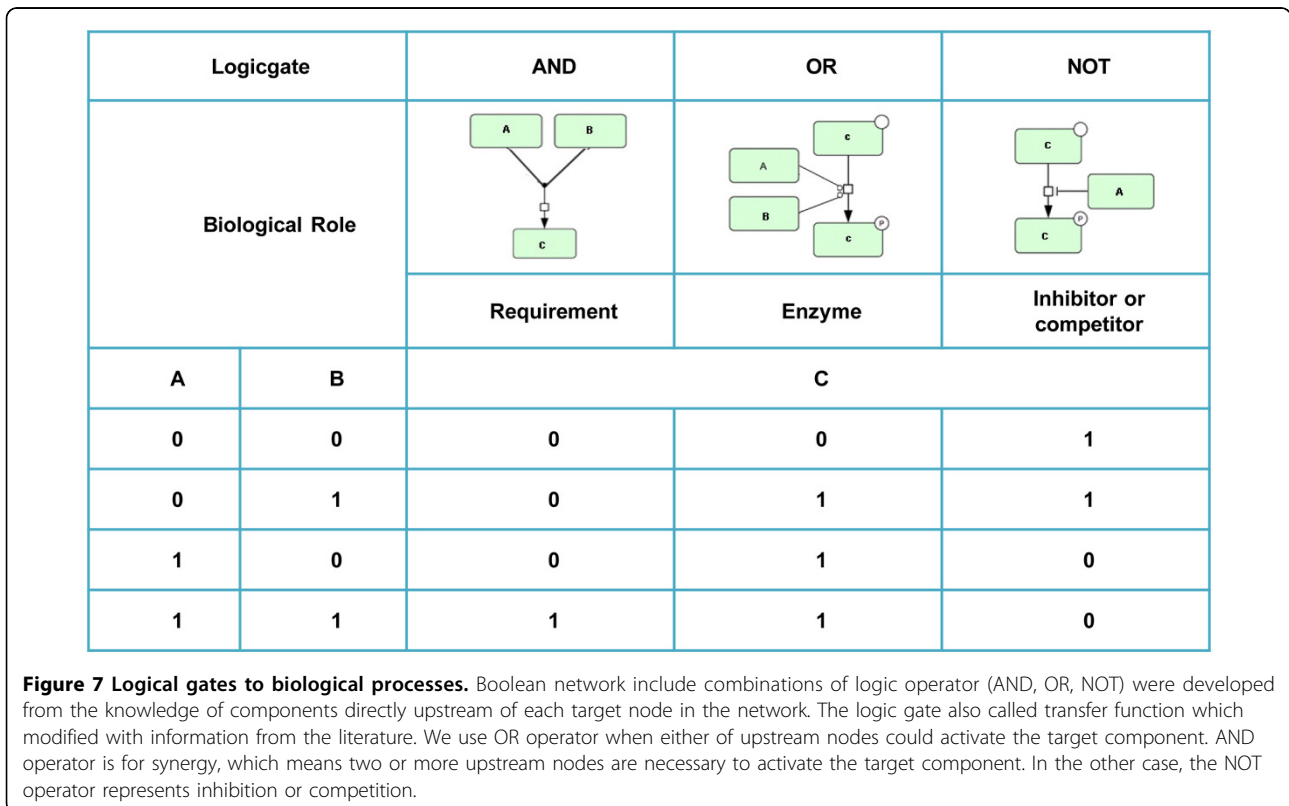 Logicgate AND OR NOT
Biological Role
A B
C
A
B
C
c
A
B
c
P
C
A
C
P
Requirement Enzyme Inhibitor or
competitor
A B C
0 0 0 0 1
0 1 0 1 1
1 0 0 1 0
1 1 1 1 0
Figure 7 Logical gates to biological processes. Boolean network include combinations of logic operator (AND, OR, NOT) were developed
from the knowledge of components directly upstream of each target node in the network. The logic gate also called transfer function which
modified with information from the literature. We use OR operator when either of upstream nodes could activate the target component. AND
operator is for synergy, which means two or more upstream nodes are necessary to activate the target component. In the other case, the NOT
operator represents inhibition or competition.